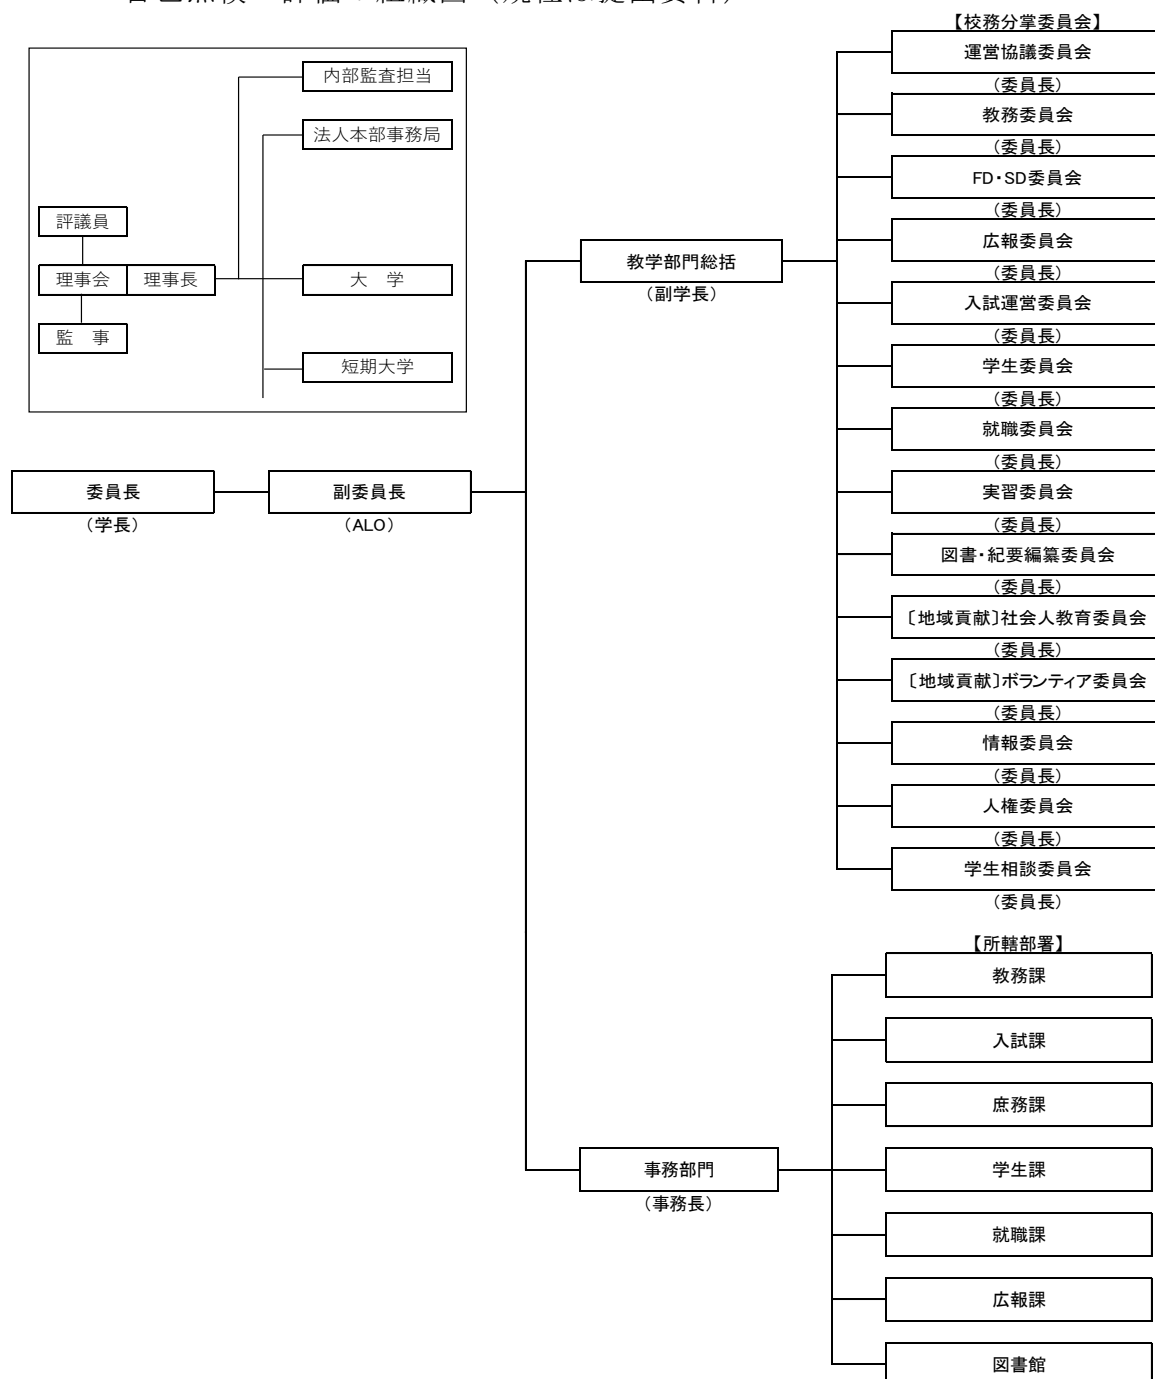 【校務分掌委員会】
運営協議委員会
（委員長）
教務委員会
（委員長）
FD・SD委員会
（委員長）
広報委員会
（委員長）
入試運営委員会
（委員長）
学生委員会
（委員長）
就職委員会
（委員長）
実習委員会
（委員長）
図書・紀要編纂委員会
（委員長）
〔地域貢献〕社会人教育委員会
（委員長）
〔地域貢献〕ボランティア委員会
（委員長）
情報委員会
（委員長）
人権委員会
（委員長）
学生相談委員会
（委員長）
内部監査担当
法人本部事務局
評議員
理事会 理事長
大　学
監　事
短期大学
教学部門総括
（副学長）
委員長
（学長）
副委員長
（ALO）
【所轄部署】
教務課
入試課
庶務課
学生課
事務部門
（事務長）
就職課
広報課
図書館